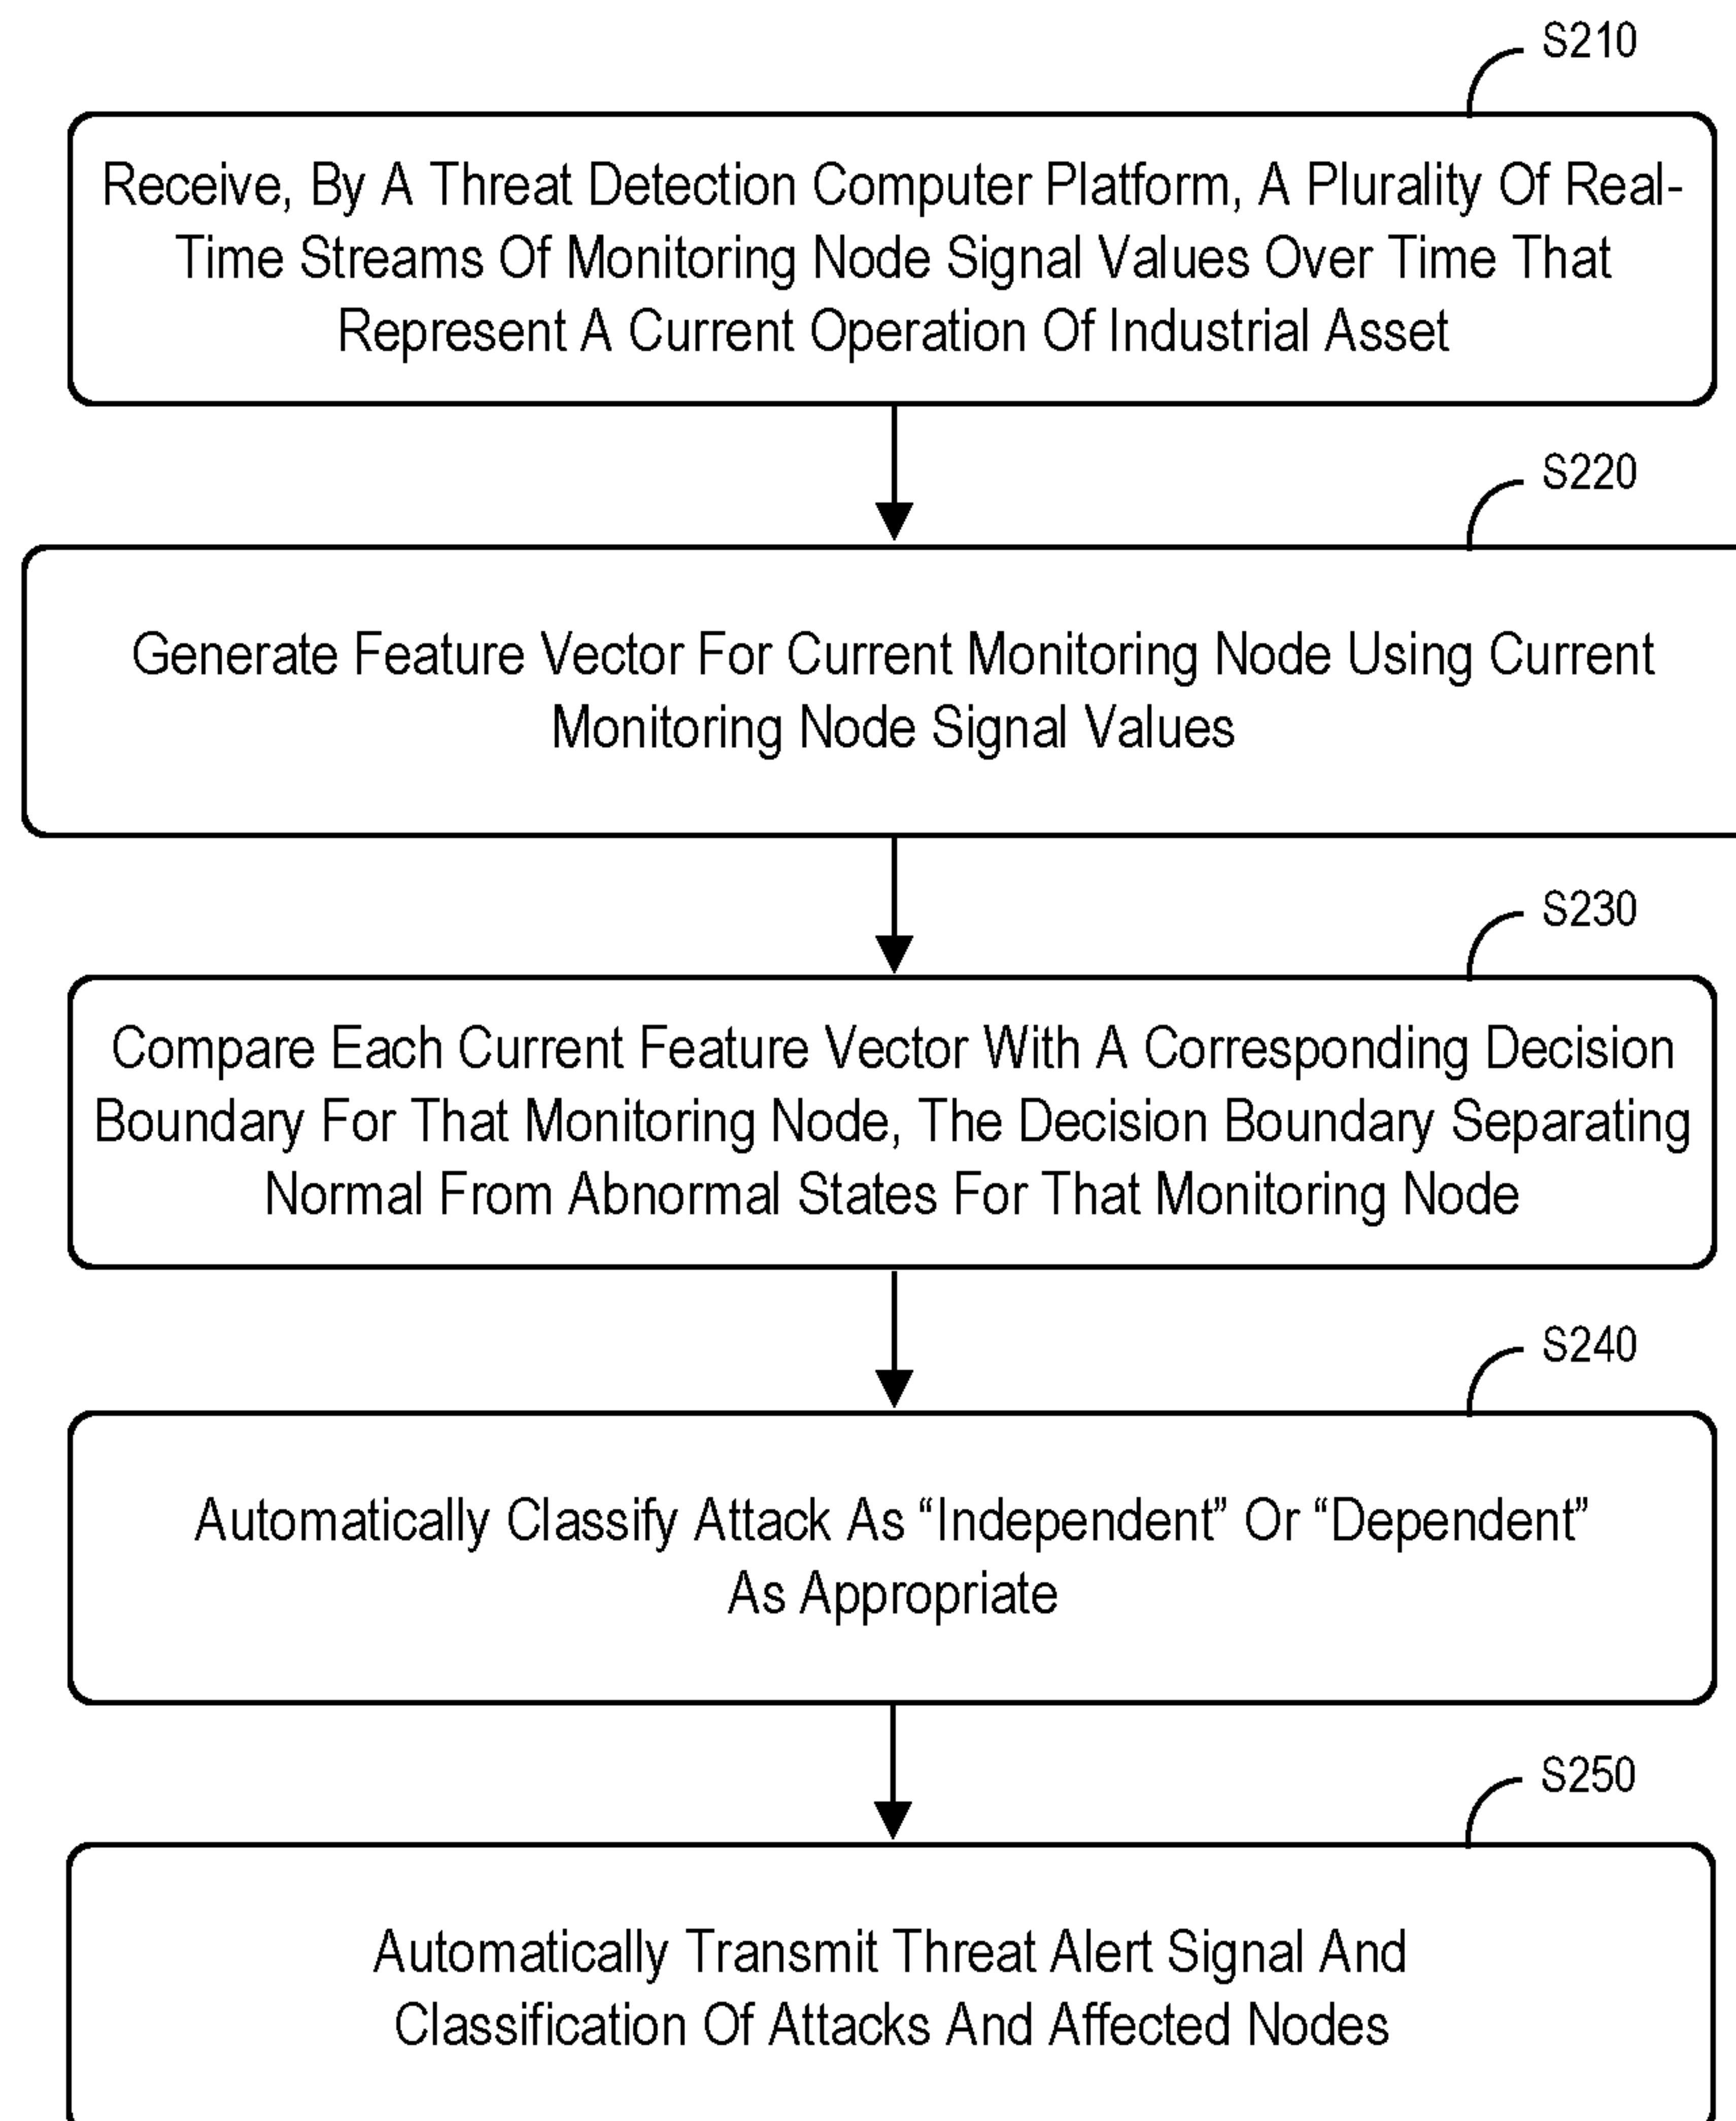 S210
Receive, By A Threat Detection Computer Platform, A Plurality Of Real-
Time Streams Of Monitoring Node Signal Values Over Time That
Represent A Current Operation Of Industrial Asset
S220
Generate Feature Vector For Current Monitoring Node Using Current
Monitoring Node Signal Values
S230
Compare Each Current Feature Vector With A Corresponding Decision
Boundary For That Monitoring Node, The Decision Boundary Separating
Normal From Abnormal States For That Monitoring Node
S240
Automatically Classify Attack As “Independent” Or “Dependent”
As Appropriate
S250
Automatically Transmit Threat Alert Signal And
Classification Of Attacks And Affected Nodes